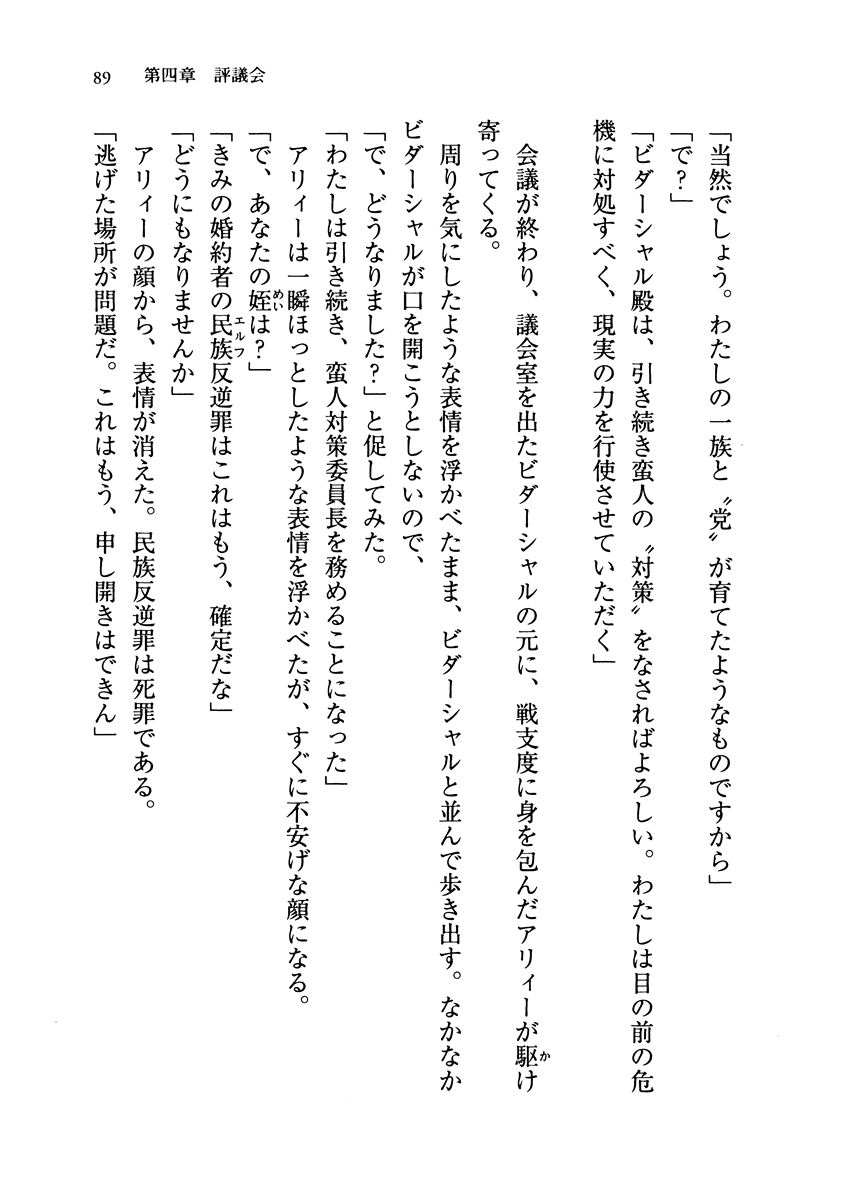 89　第四章　評議会
「当然でしょう。わたしの一族と〝党〟が育てたようなものですから」
「で？」
「ビダーシャル殿は、引き続き蛮人の〝対策〟をなさればよろしい。わたしは目の前の危
機に対処すべく、現実の力を行使させていただく」
　会議が終わり、議会室を出たビダーシャルの元に、戦支度に身を包んだアリィーが駆け
寄ってくる。
　周りを気にしたような表情を浮かべたまま、ビダーシャルと並んで歩き出す。なかなか
ビダーシャルが口を開こうとしないので、
「で、どうなりました？」と促してみた。
「わたしは引き続き、蛮人対策委員長を務めることになった」
　アリィーは一瞬ほっとしたような表情を浮かべたが、すぐに不安げな顔になる。
「で、あなたの姪は？」
「きみの婚約者の民族反逆罪はこれはもう、確定だな」
「どうにもなりませんか」
　アリィーの顔から、表情が消えた。民族反逆罪は死罪である。
「逃げた場所が問題だ。これはもう、申し開きはできん」